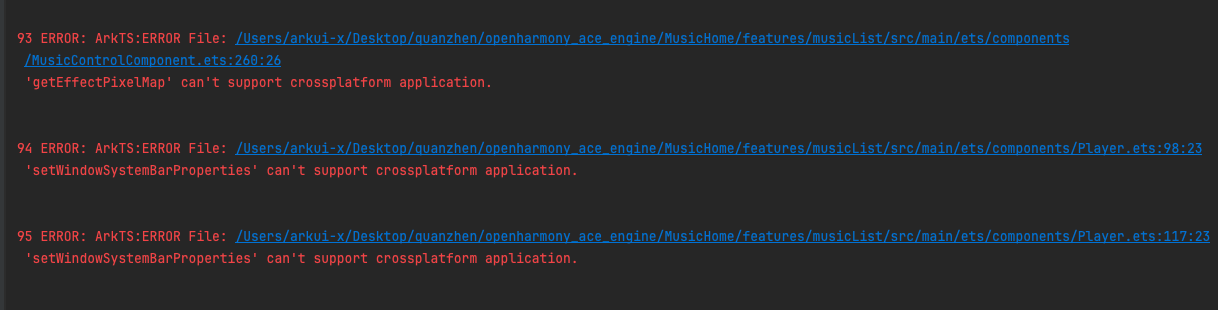 93 ERROR: ArkTS:ERROR File: /Users/arkui-x/Desktop/quanzhen/openharmony_ace_engine/MusicHome/features/musicList/src/main/ets/components
/MusicControlComponent.ets:260:26
'getEffectPixelMap' can't support crossplatform application.
94 ERROR: ArkTS:ERROR File: /Users/arkui-x/Desktop/quanzhen/openharmony_ace_engine/MusicHome/features/musicList/src/main/ets/components/Player.ets:98:23
'setWindowSystemBarProperties' can't support crossplatform application.
95 ERROR: ArkTS:ERROR File: /Users/arkui-x/Desktop/quanzhen/openharmony_ace_engine/MusicHome/features/musicList/src/main/ets/components/Player.ets:117:23
'setWindowSystemBarProperties' can't support crossplatform application.